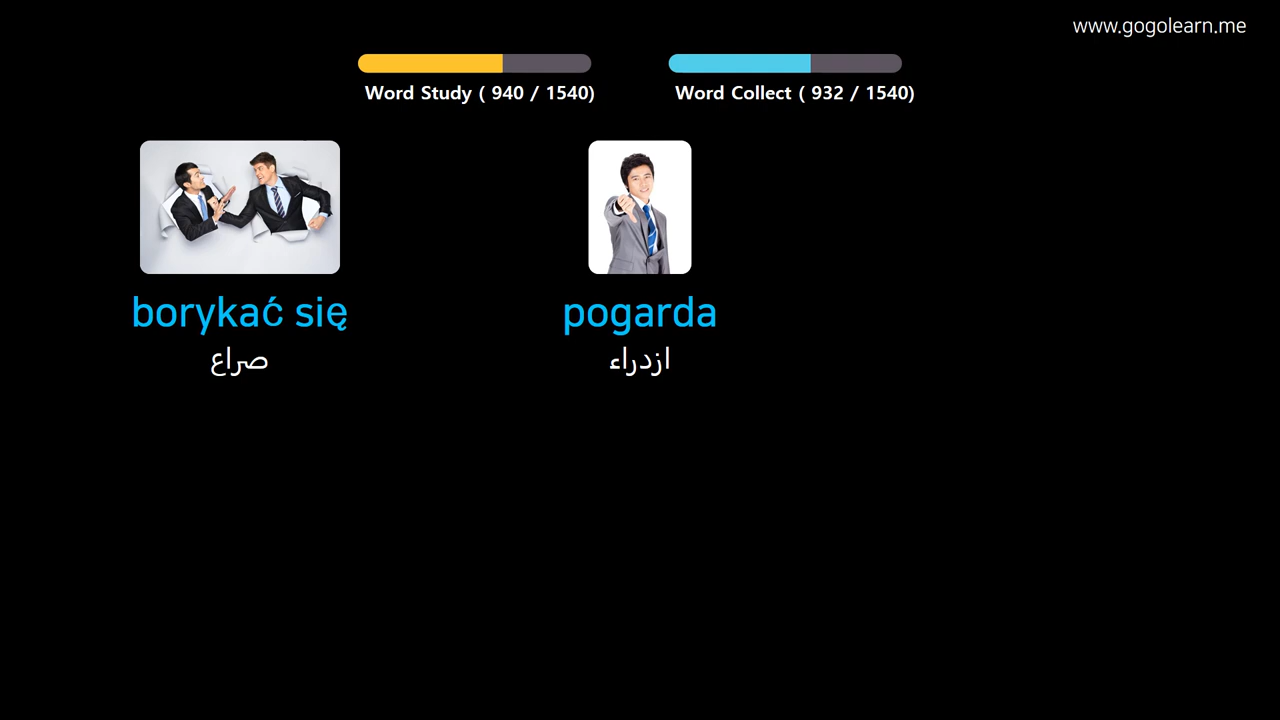 www.gogolearn.me
Word Study ( 940 / 1540)
Word Collect ( 932 / 1540)
borykać się
صراع
pogarda
ازدراء